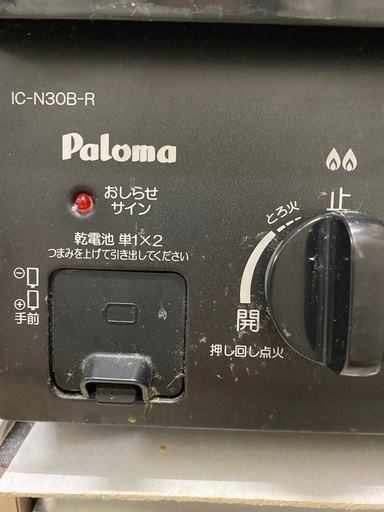 IC-N30B-R
Paloma
おしらせ
サイン
乾電池 単1×2
つまみを上げて引き出してください
⊖
⊕
手前
とろ火
止
開
押し回し点火